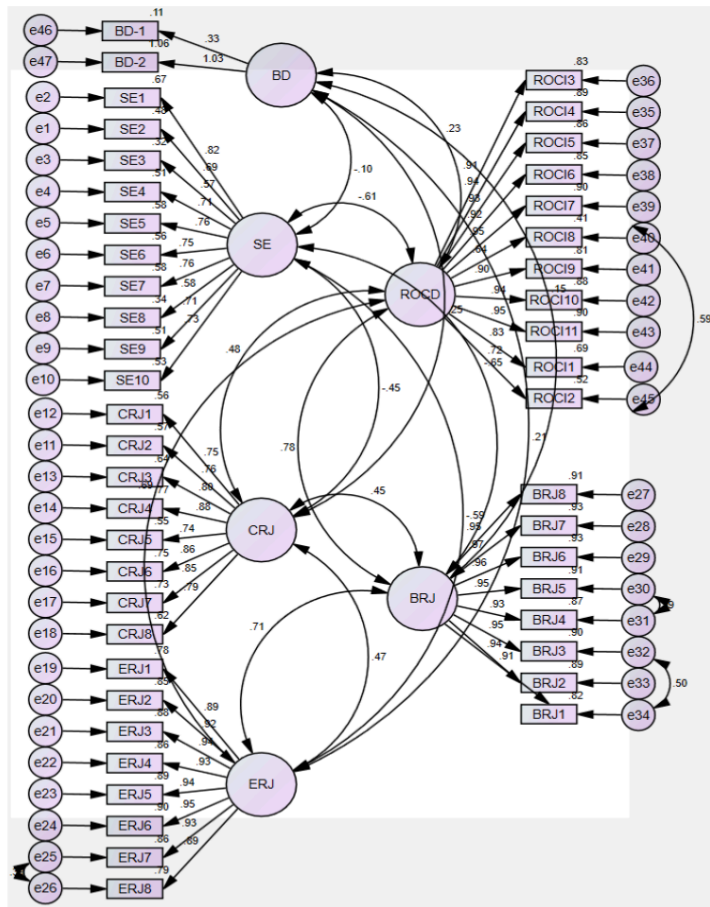 e46 BD-1 .11
.33
e47 BD-2 1.06
1.03
BD
e2 SE1 .67
.82
e1 SE2 .48
.69
e3 SE3 .32
.57
e4 SE4 .51
.71
e5 SE5 .58
.76
e6 SE6 .56
.75
e7 SE7 .58
.76
e8 SE8 .34
.58
e9 SE9 .51
.71
e10 SE10 .53
.73
SE
e12 CRJ1 .56
.75
e11 CRJ2 .57
.76
e13 CRJ3 .64
.80
e14 CRJ4 .77
.88
e15 CRJ5 .55
.74
e16 CRJ6 .75
.86
e17 CRJ7 .73
.85
e18 CRJ8 .62
.79
CRJ
e19 ERJ1 .78
.89
e20 ERJ2 .85
.92
e21 ERJ3 .88
.94
e22 ERJ4 .86
.93
e23 ERJ5 .89
.94
e24 ERJ6 .90
.95
e25 ERJ7 .86
.93
e26 ERJ8 .79
.89
ERJ
ROCI3 .83 e36
.91
ROCI4 .89 e35
.94
ROCI5 .86 e37
.93
ROCI6 .85 e38
.92
ROCI7 .90 e39
.95
ROCI8 .41 e40
.64
ROCI9 .81 e41
.90
ROCI10 .88 e42
.94
ROCI11 .90 e43
.95
ROCI1 .69 e44
.83
ROCI2 .52 e45
.72
ROCD
BRJ8 .91 e27
.95
BRJ7 .93 e28
.97
BRJ6 .93 e29
.96
BRJ5 .91 e30
.95
BRJ4 .87 e31
.93
BRJ3 .90 e32
.95
BRJ2 .89 e33
.94
BRJ1 .82 e34
.91
BRJ
.23
-.10
-.61
.15
.25
.59
-.65
.48
-.45
.78
.21
.69
.45
-.59
.71
.47
.50